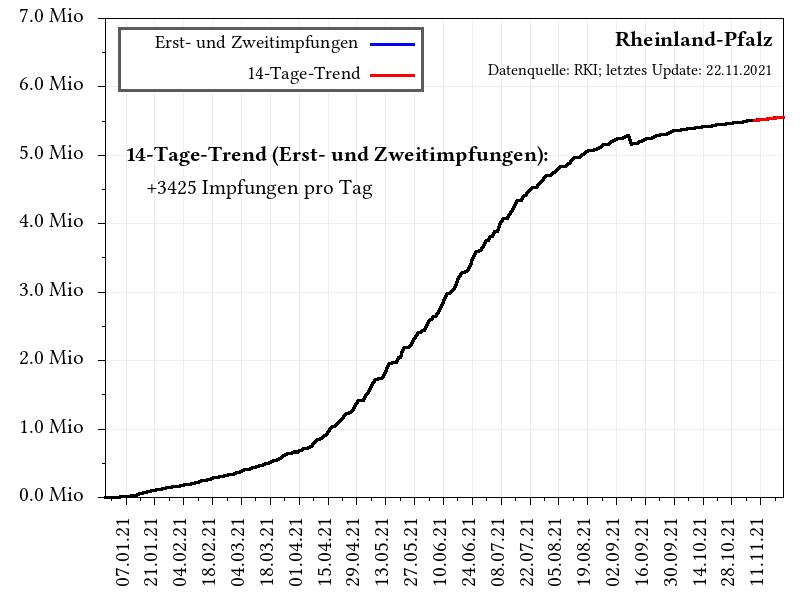 7.0 Mio
6.0 Mio
5.0 Mio
4.0 Mio
3.0 Mio
2.0 Mio
1.0 Mio
0.0 Mio
Erst- und Zweitimpfungen
14-Tage-Trend
Rheinland-Pfalz
Datenquelle: RKI; letztes Update: 22.11.2021
14-Tage-Trend (Erst- und Zweitimpfungen):
+3425 Impfungen pro Tag
07.01.21
21.01.21
04.02.21
18.02.21
04.03.21
18.03.21
01.04.21
15.04.21
29.04.21
13.05.21
27.05.21
10.06.21
24.06.21
08.07.21
22.07.21
05.08.21
19.08.21
02.09.21
16.09.21
30.09.21
14.10.21
28.10.21
11.11.21